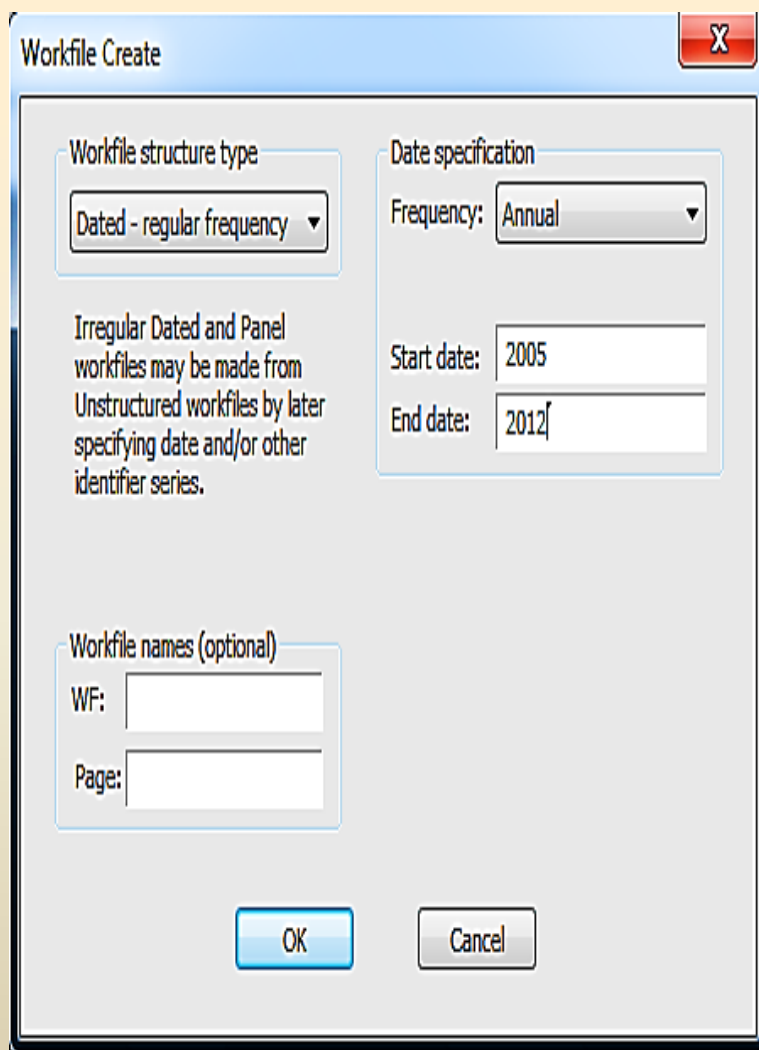 Workfile Create
X
Workfile structure type
Dated - regular frequency
Irregular Dated and Panel
workfiles may be made from
Unstructured workfiles by later
specifying date and/or other
identifier series.
Date specification
Frequency: Annual
Start date: 2005
End date: 2012
Workfile names (optional)
WF:
Page:
OK Cancel